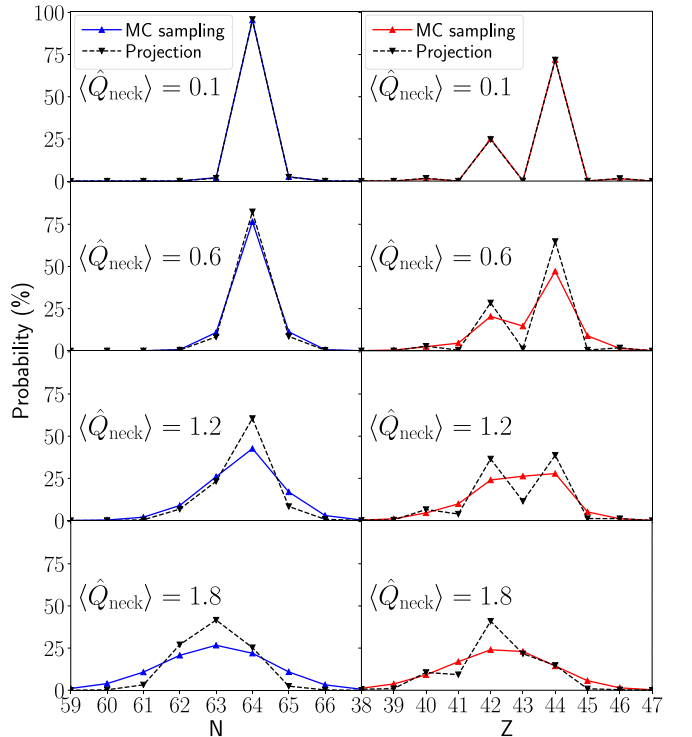 MC sampling
Projection
⟨Q̂neck⟩ = 0.1
100
75
50
25
0
MC sampling
Projection
⟨Q̂neck⟩ = 0.1
⟨Q̂neck⟩ = 0.6
75
50
25
0
⟨Q̂neck⟩ = 0.6
Probability (%)
⟨Q̂neck⟩ = 1.2
75
50
25
0
⟨Q̂neck⟩ = 1.2
⟨Q̂neck⟩ = 1.8
75
50
25
0
⟨Q̂neck⟩ = 1.8
59 60 61 62 63 64 65 66 38 39 40 41 42 43 44 45 46 47
N
Z